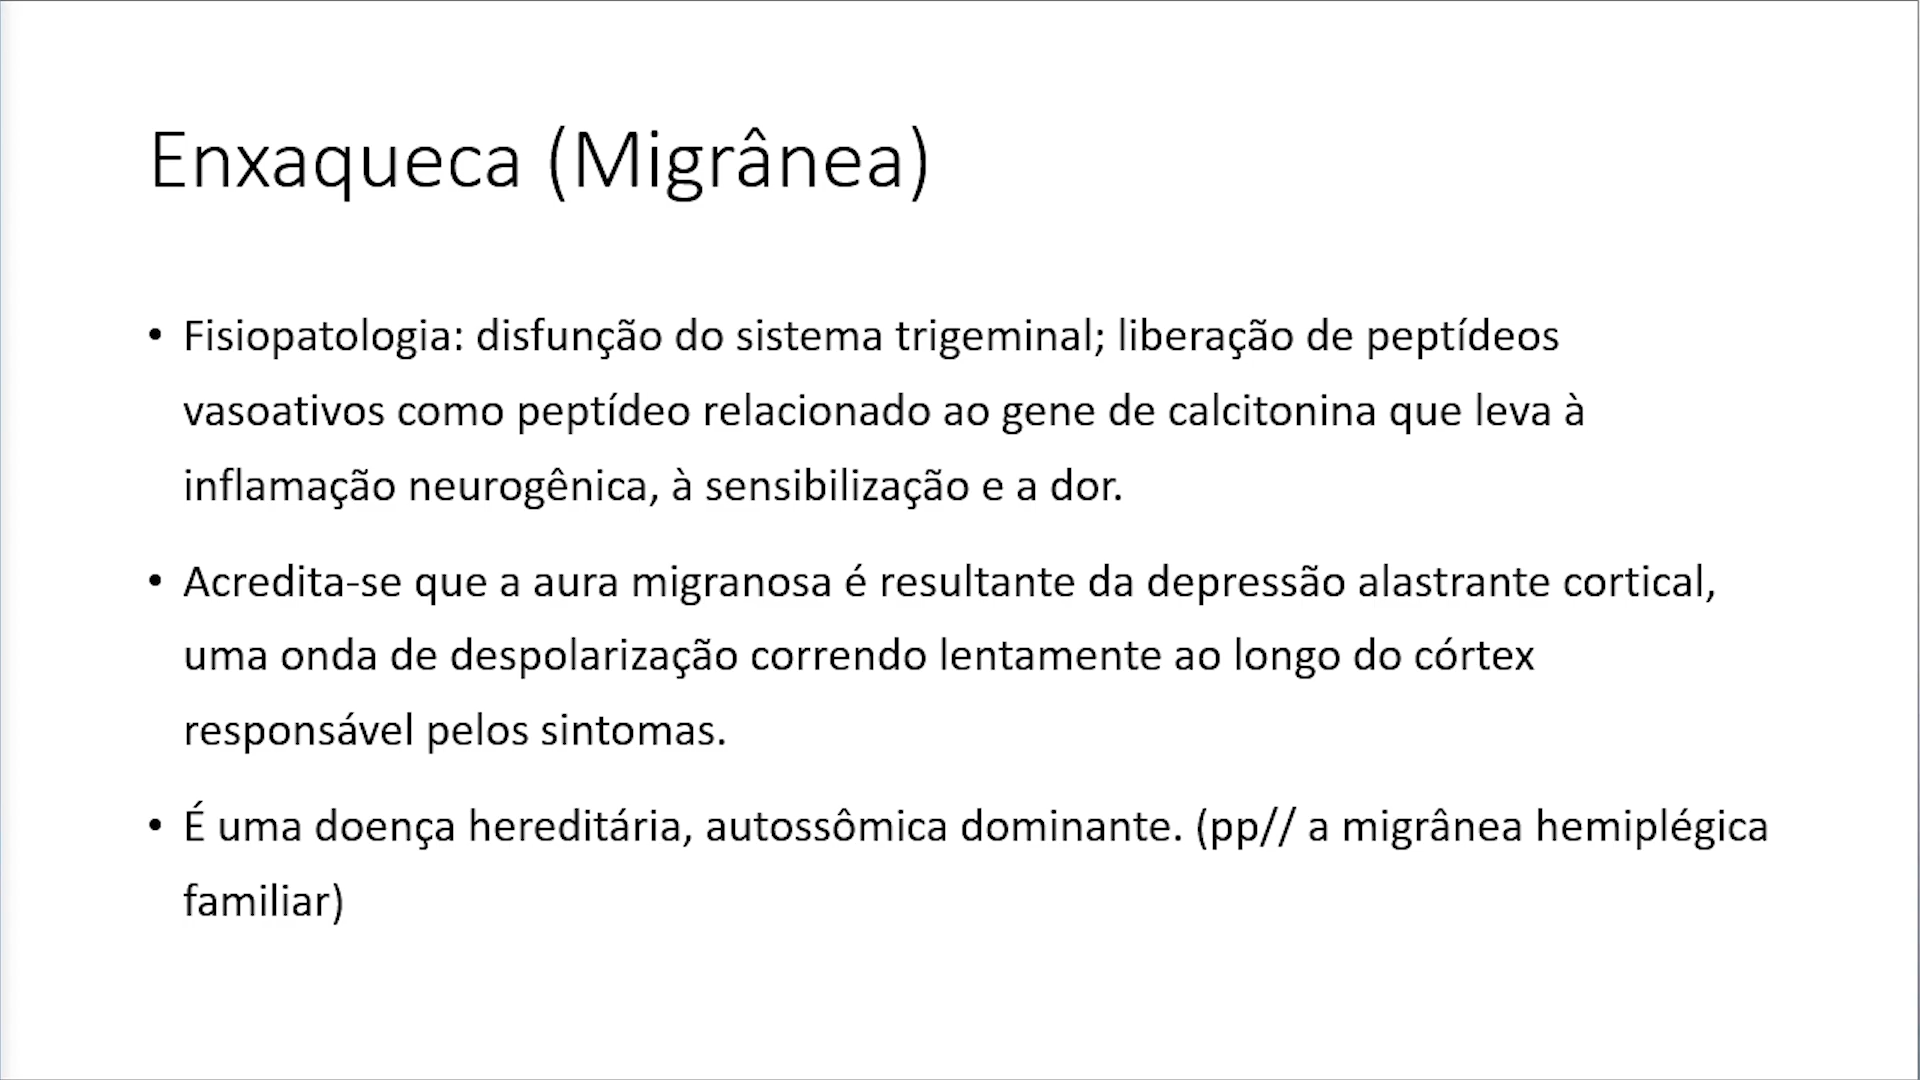 Enxaqueca (Migrânea)
• Fisiopatologia: disfunção do sistema trigeminal; liberação de peptídeos
vasoativos como peptídeo relacionado ao gene de calcitonina que leva à
inflamação neurogênica, à sensibilização e a dor.
• Acredita-se que a aura migranosa é resultante da depressão alastrante cortical,
uma onda de despolarização correndo lentamente ao longo do córtex
responsável pelos sintomas.
• É uma doença hereditária, autossômica dominante. (pp// a migrânea hemiplégica
familiar)